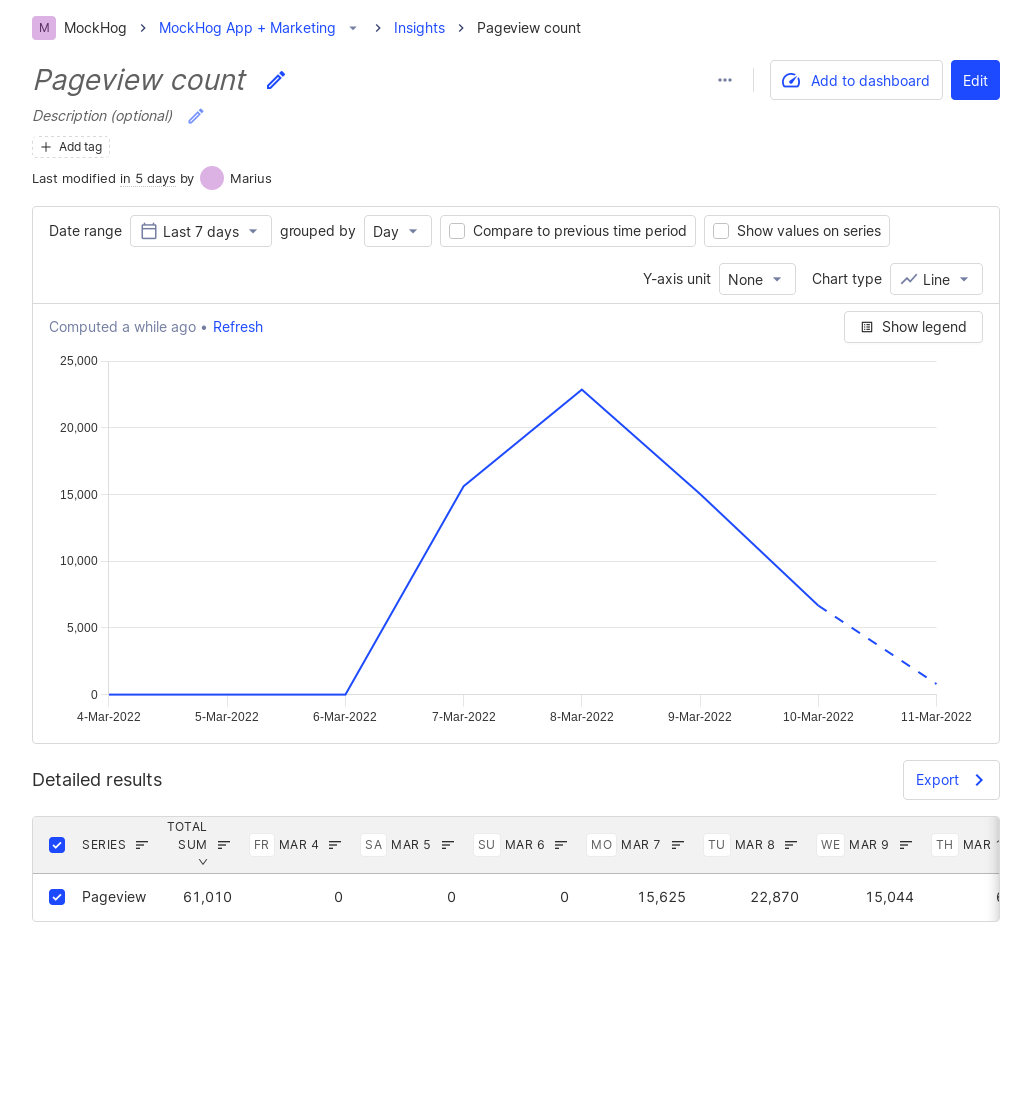 M MockHog MockHog App + Marketing Insights Pageview count
Pageview count
Add to dashboard Edit
Description (optional)
Add tag
Last modified in 5 days by Marius
Date range Last 7 days grouped by Day Compare to previous time period Show values on series
Y-axis unit None Chart type Line
Computed a while ago • Refresh Show legend
25,000
20,000
15,000
10,000
5,000
0
4-Mar-2022 5-Mar-2022 6-Mar-2022 7-Mar-2022 8-Mar-2022 9-Mar-2022 10-Mar-2022 11-Mar-2022
Detailed results Export
SERIES TOTAL SUM FR MAR 4 SA MAR 5 SU MAR 6 MO MAR 7 TU MAR 8 WE MAR 9 TH MAR
Pageview 61,010 0 0 0 15,625 22,870 15,044